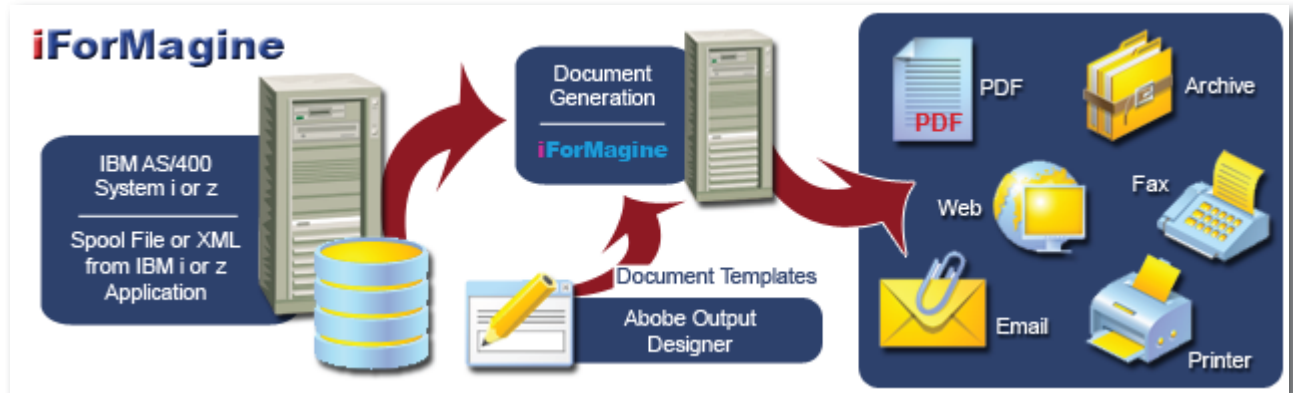 iForMagine
IBM AS/400
System i or z
Spool File or XML
from IBM i or z
Application
Document
Generation
iForMagine
Document Templates
Abobe Output
Designer
PDF
PDF
Archive
Web
Fax
Email
Printer